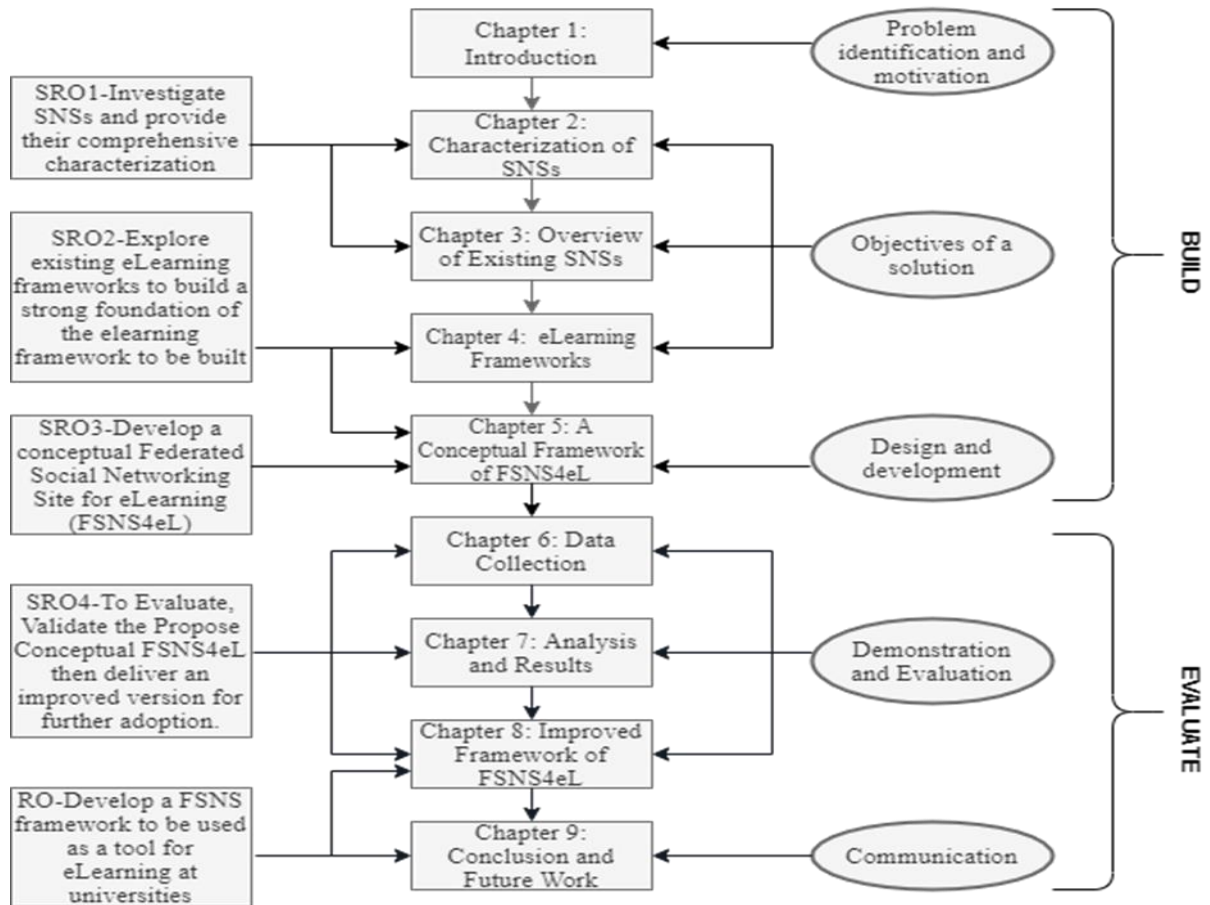 Chapter 1:
Introduction
Problem
identification and
motivation
SRO1-Investigate
SNSs and provide
their comprehensive
characterization
Chapter 2:
Characterization of
SNSs
SRO2-Explore
existing eLearning
frameworks to build a
strong foundation of
the elearning
framework to be built
Chapter 3: Overview
of Existing SNSs
Objectives of a
solution
BUILD
Chapter 4: eLearning
Frameworks
SRO3-Develop a
conceptual Federated
Social Networking
Site for eLearning
(FSNS4eL)
Chapter 5: A
Conceptual Framework
of FSNS4eL
Design and
development
Chapter 6: Data
Collection
SRO4-To Evaluate,
Validate the Propose
Conceptual FSNS4eL
then deliver an
improved version for
further adoption.
Chapter 7: Analysis
and Results
Demonstration
and Evaluation
EVALUATE
Chapter 8: Improved
Framework of
FSNS4eL
RO-Develop a FSNS
framework to be used
as a tool for
eLearning at
universities
Chapter 9:
Conclusion and
Future Work
Communication